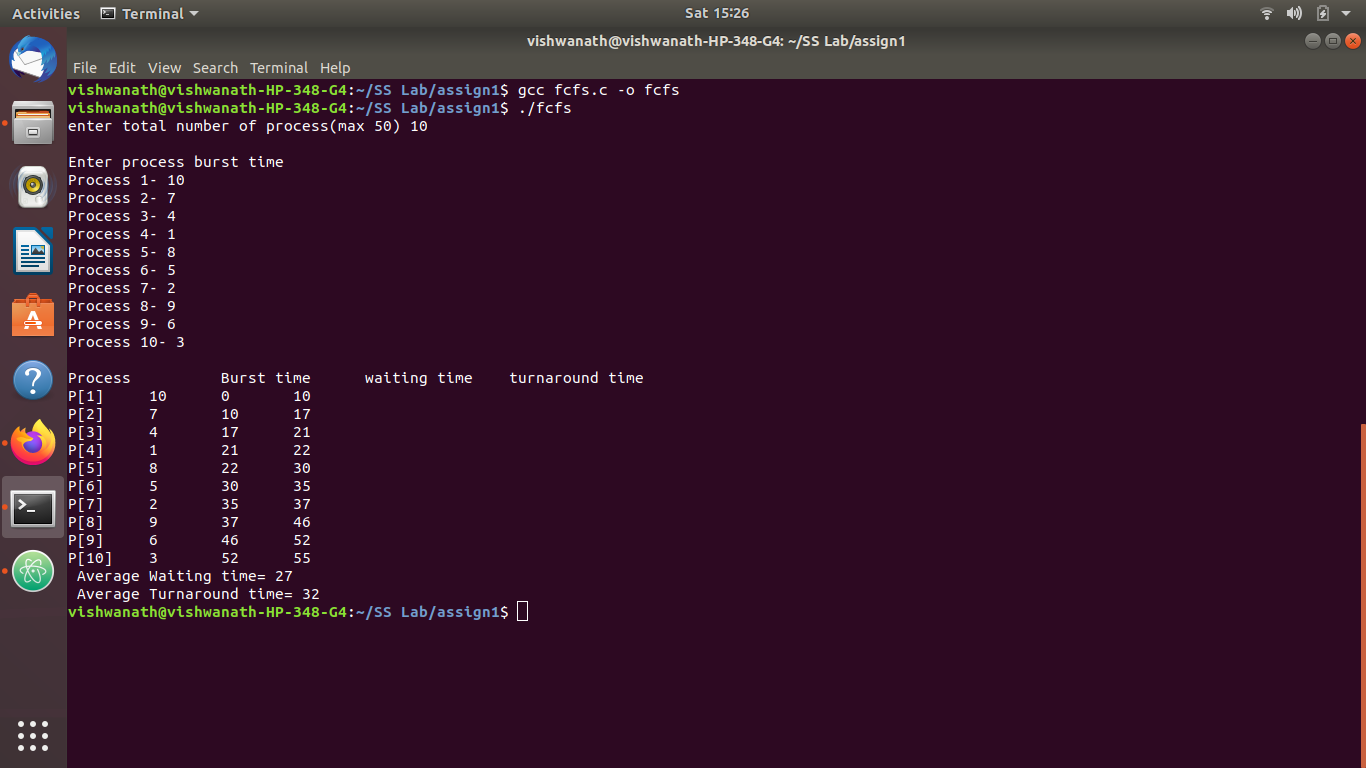 Activities Terminal Sat 15:26
vishwanath@vishwanath-HP-348-G4: ~/SS Lab/assign1
File Edit View Search Terminal Help
vishwanath@vishwanath-HP-348-G4:~/SS Lab/assign1$ gcc fcfs.c -o fcfs
vishwanath@vishwanath-HP-348-G4:~/SS Lab/assign1$ ./fcfs
enter total number of process(max 50) 10
Enter process burst time
Process 1- 10
Process 2- 7
Process 3- 4
Process 4- 1
Process 5- 8
Process 6- 5
Process 7- 2
Process 8- 9
Process 9- 6
Process 10- 3
Process Burst time waiting time turnaround time
P[1] 10 0 10
P[2] 7 10 17
P[3] 4 17 21
P[4] 1 21 22
P[5] 8 22 30
P[6] 5 30 35
P[7] 2 35 37
P[8] 9 37 46
P[9] 6 46 52
P[10] 3 52 55
Average Waiting time= 27
Average Turnaround time= 32
vishwanath@vishwanath-HP-348-G4:~/SS Lab/assign1$